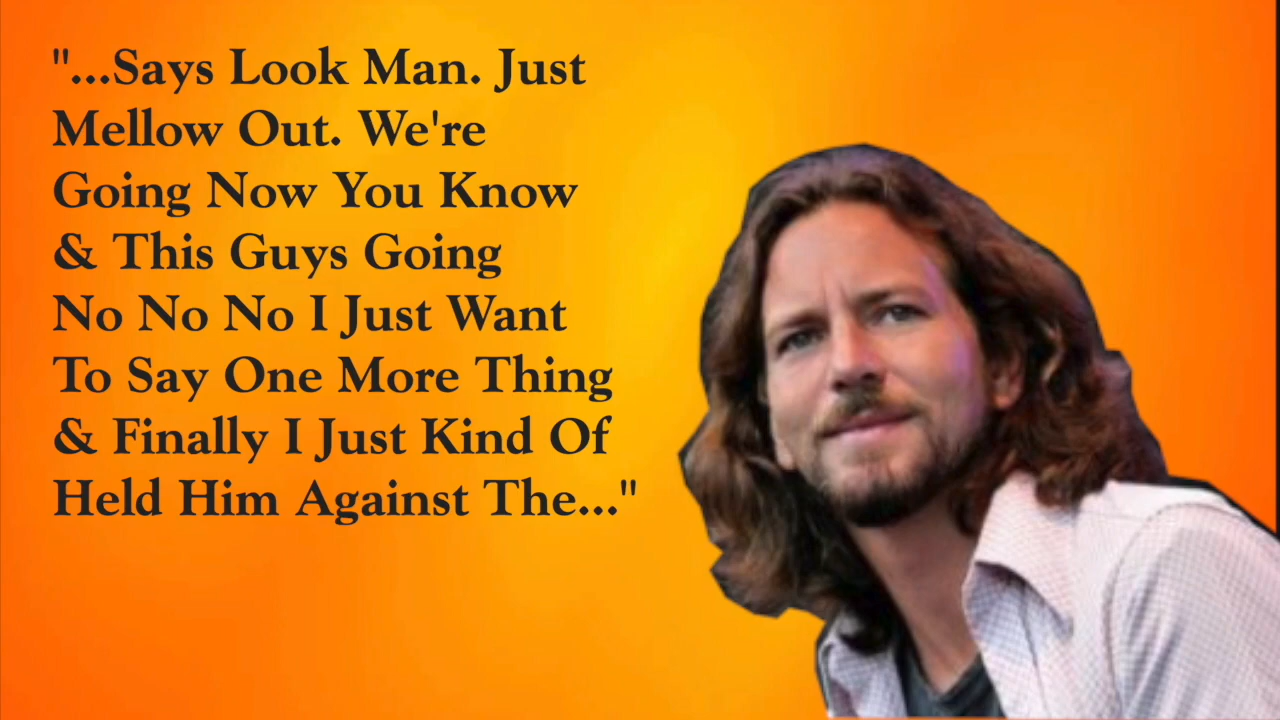 "...Says Look Man. Just
Mellow Out. We're
Going Now You Know
& This Guys Going
No No No I Just Want
To Say One More Thing
& Finally I Just Kind Of
Held Him Against The..."